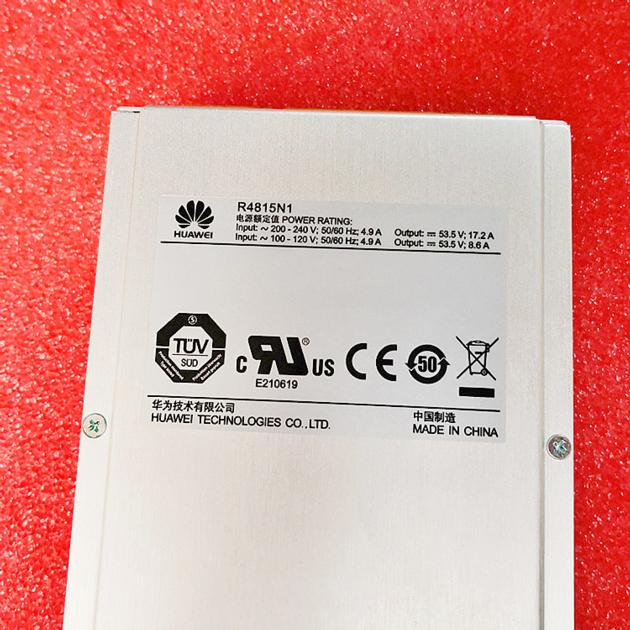 R4815N1
电源额定值 POWER RATING:
Input: ~ 200 - 240 V; 50/60 Hz; 4.9 A Output: ⎓ 53.5 V; 17.2 A
Input: ~ 100 - 120 V; 50/60 Hz; 4.9 A Output: ⎓ 53.5 V; 8.6 A
HUAWEI
TÜV
SÜD
c RU ® US
E210619
CE
50
华为技术有限公司
HUAWEI TECHNOLOGIES CO.,LTD.
中国制造
MADE IN CHINA